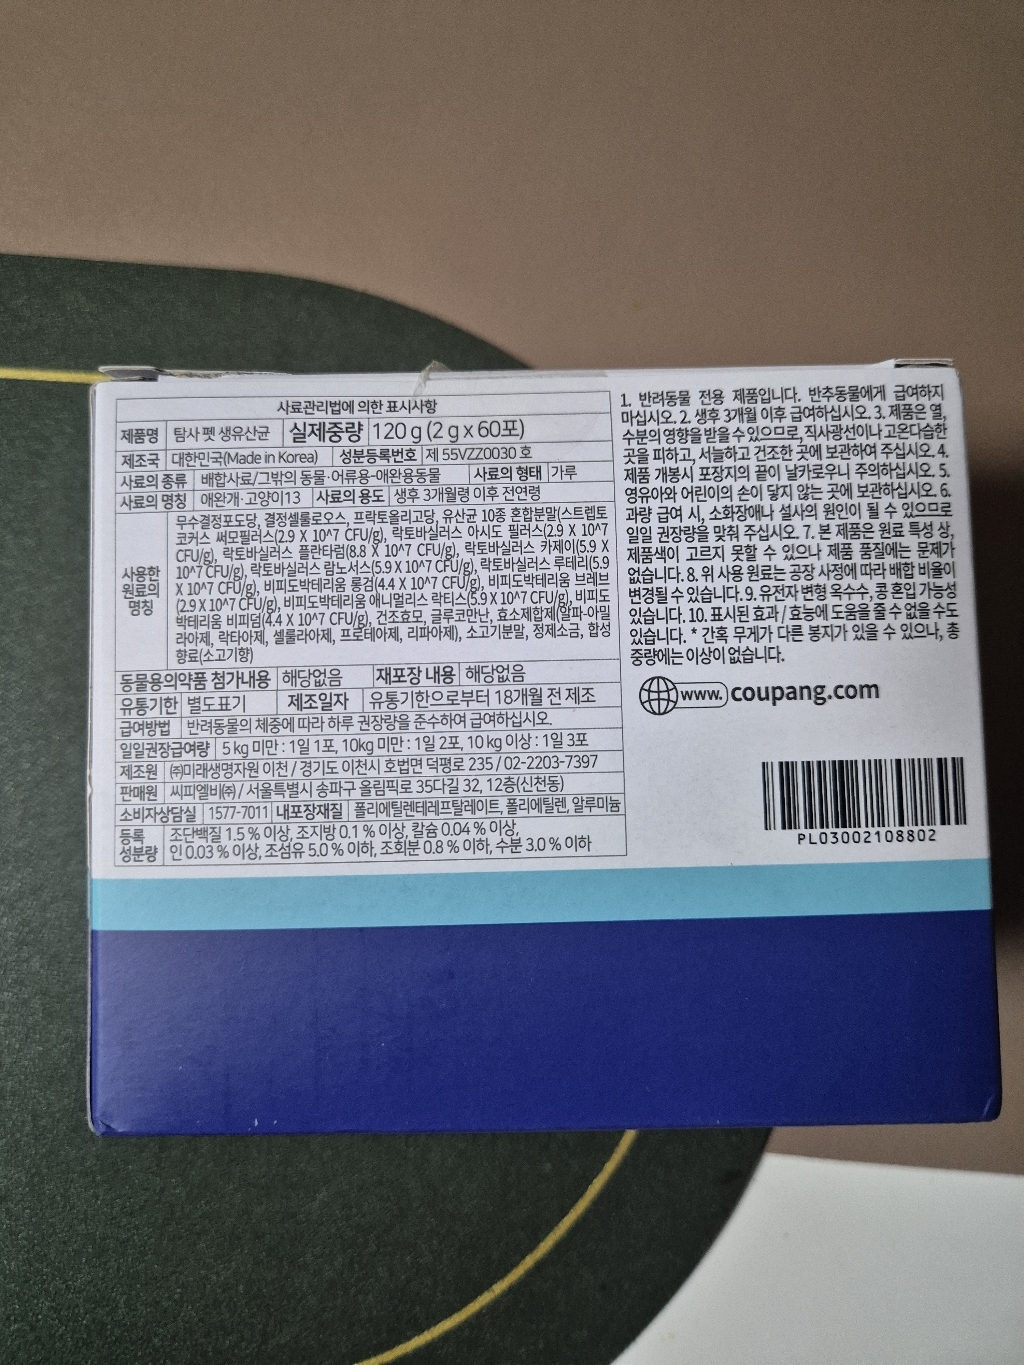 사료관리법에 의한 표시사항
제품명 탐사 펫 생유산균 실제중량 120 g (2 g x 60포)
제조국 대한민국(Made in Korea) 성분등록번호 제 55VZZ0030 호
사료의 종류 배합사료/그밖의 동물·어류용-애완용동물 사료의 형태 가루
사료의 명칭 애완개·고양이13 사료의 용도 생후 3개월령 이후 전연령
사용한 원료의 명칭
무수결정포도당, 결정셀룰로오스, 프락토올리고당, 유산균 10종 혼합분말(스트렙토
코커스 써모필러스(2.9 X 10^7 CFU/g), 락토바실러스 아시도 필러스(2.9 X 10^7
CFU/g), 락토바실러스 플란타럼(8.8 X 10^7 CFU/g), 락토바실러스 카제이(5.9 X
10^7 CFU/g), 락토바실러스 람노서스(5.9 X 10^7 CFU/g), 락토바실러스 루테리(5.9
X 10^7 CFU/g), 비피도박테리움 롱검(4.4 X 10^7 CFU/g), 비피도박테리움 브레브
(2.9 X 10^7 CFU/g), 비피도박테리움 애니멀리스 락티스(5.9 X 10^7 CFU/g), 비피도
박테리움 비피덤(4.4 X 10^7 CFU/g), 건조효모, 글루코만난, 효소제합제(알파-아밀
라아제, 락타아제, 셀룰라아제, 프로테아제, 리파아제), 소고기분말, 정제소금, 합성
향료(소고기향)
동물용의약품 첨가내용 해당없음 재포장 내용 해당없음
유통기한 별도표기 제조일자 유통기한으로부터 18개월 전 제조
급여방법 반려동물의 체중에 따라 하루 권장량을 준수하여 급여하십시오.
일일권장급여량 5 kg 미만 : 1일 1포, 10kg 미만 : 1일 2포, 10 kg 이상 : 1일 3포
제조원 ㈜미래생명자원 이천 / 경기도 이천시 호법면 덕평로 235 / 02-2203-7397
판매원 씨피엘비㈜ / 서울특별시 송파구 올림픽로 35다길 32, 12층(신천동)
소비자상담실 1577-7011 내포장재질 폴리에틸렌테레프탈레이트, 폴리에틸렌, 알루미늄
등록 성분량
조단백질 1.5 % 이상, 조지방 0.1 % 이상, 칼슘 0.04 % 이상,
인 0.03 % 이상, 조섬유 5.0 % 이하, 조회분 0.8 % 이하, 수분 3.0 % 이하
1. 반려동물 전용 제품입니다. 반추동물에게 급여하지
마십시오. 2. 생후 3개월 이후 급여하십시오. 3. 제품은 열,
수분의 영향을 받을 수 있으므로, 직사광선이나 고온다습한
곳을 피하고, 서늘하고 건조한 곳에 보관하여 주십시오. 4.
제품 개봉시 포장지의 끝이 날카로우니 주의하십시오. 5.
영유아와 어린이의 손이 닿지 않는 곳에 보관하십시오. 6.
과량 급여 시, 소화장애나 설사의 원인이 될 수 있으므로
일일 권장량을 맞춰 주십시오. 7. 본 제품은 원료 특성 상,
제품색이 고르지 못할 수 있으나 제품 품질에는 문제가
없습니다. 8. 위 사용 원료는 공장 사정에 따라 배합 비율이
변경될 수 있습니다. 9. 유전자 변형 옥수수, 콩 혼입 가능성
있습니다. 10. 표시된 효과 / 효능에 도움을 줄 수 없을 수도
있습니다. * 간혹 무게가 다른 봉지가 있을 수 있으나, 총
중량에는 이상이 없습니다.
www. coupang.com
PL03002108802